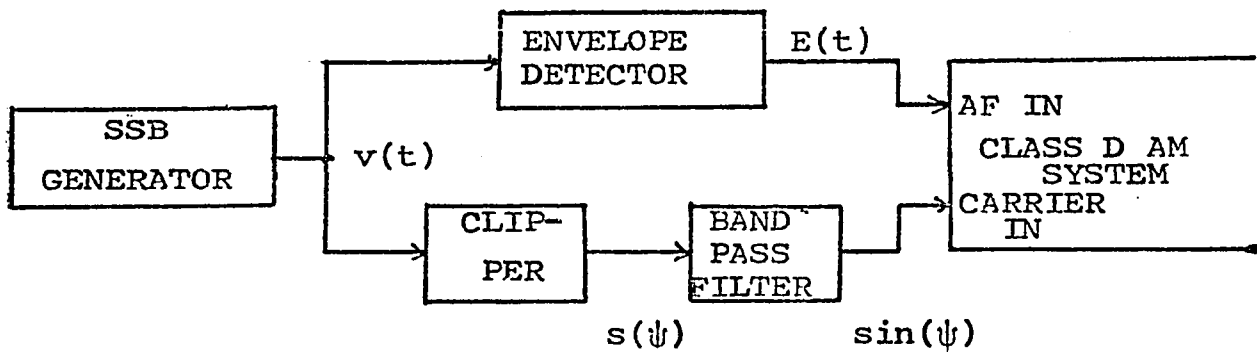 ENVELOPE
DETECTOR
E(t)
SSB
GENERATOR
v(t)
AF IN
CLASS D AM
SYSTEM
CARRIER
IN
CLIP-
PER
BAND
PASS
FILTER
s(ψ)
sin(ψ)